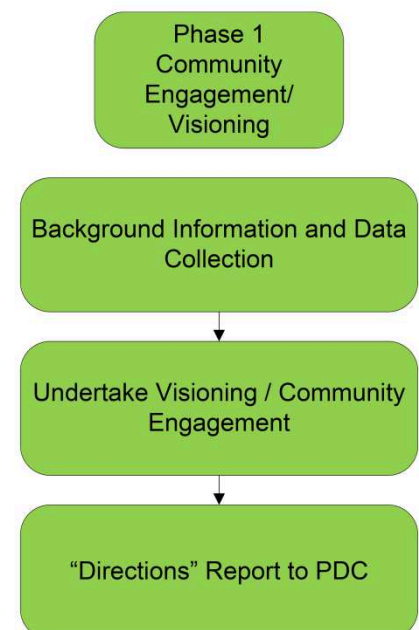 Phase 1
Community
Engagement/
Visioning
Background Information and Data
Collection
Undertake Visioning / Community
Engagement
“Directions” Report to PDC